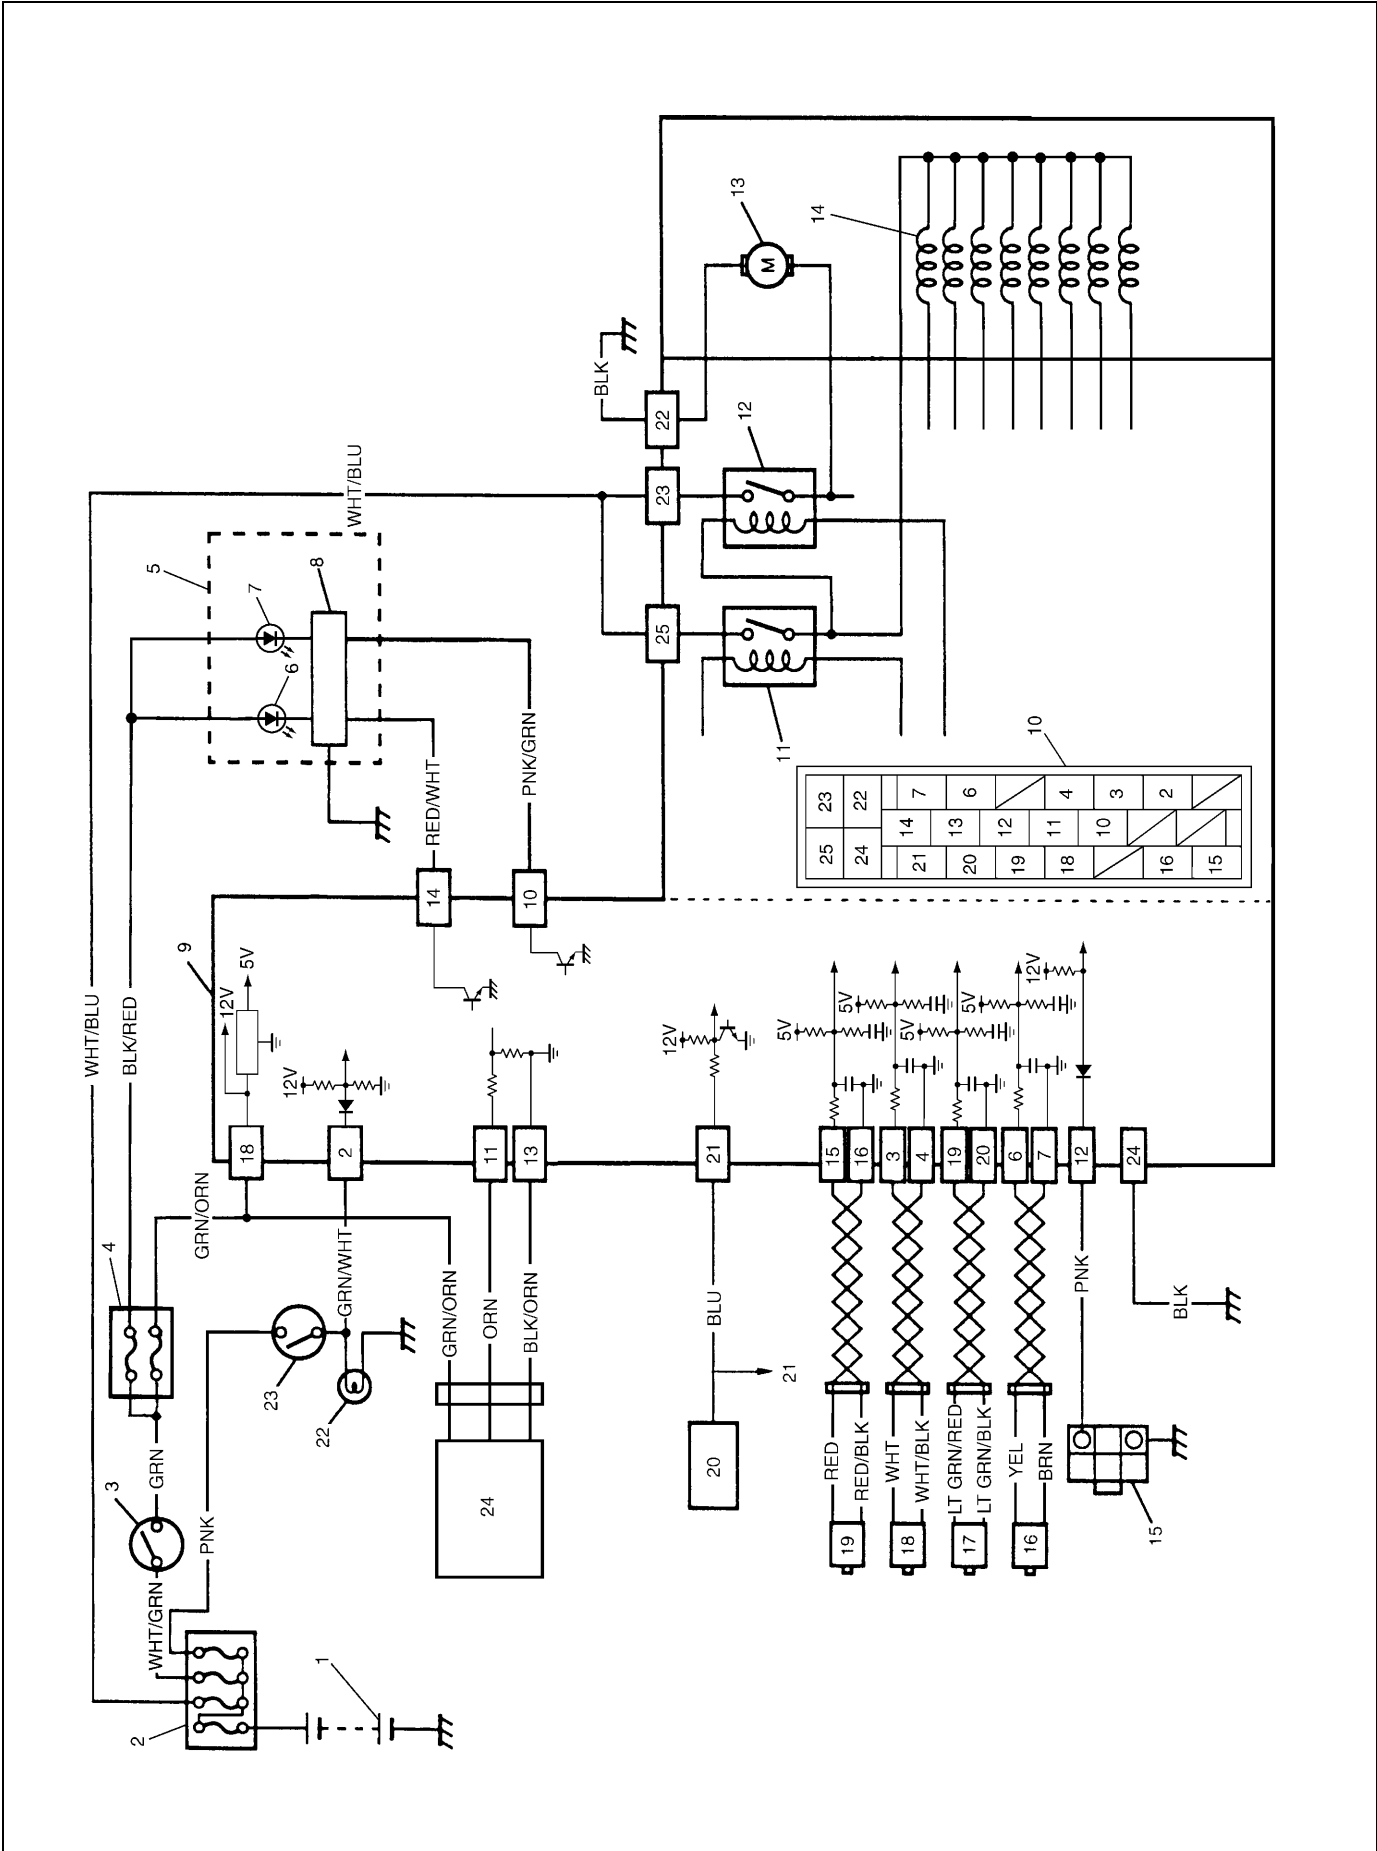 WHT/BLU
3
4
2
BLK/RED
WHT/GRN
GRN
5
9
PNK
GRN/ORN
12V
18
5V
7
23
12V
6
1
22
8
GRN/WHT
2
WHT/BLU
RED/WHT
14
GRN/ORN
24
ORN
11
BLK/ORN
13
10
PNK/GRN
BLK
25
23
22
12V
20
BLU
21
13
12
M
11
21
14
5V
RED
15
5V
19
RED/BLK
16
WHT
3
5V
18
WHT/BLK
4
LT GRN/RED
19
5V
17
LT GRN/BLK
20
YEL
6
12V
16
BRN
7
PNK
12
24
15
BLK
10
25
23
24
22
21
14
7
20
13
6
19
12
18
11
4
10
3
16
2
15